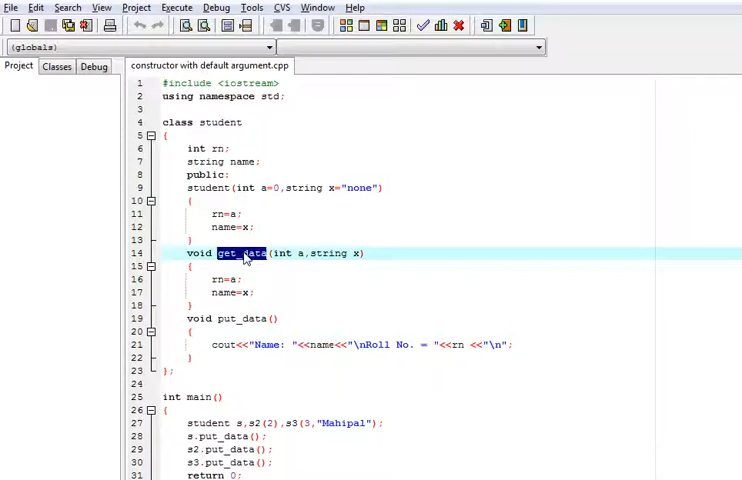 File Edit Search View Project Execute Debug Tools CVS Window Help
(globals)
Project Classes Debug constructor with default argument.cpp
1 #include <iostream>
2 using namespace std;
3
4 class student
5 {
6 int rn;
7 string name;
8 public:
9 student(int a=0,string x="none")
10 {
11 rn=a;
12 name=x;
13 }
14 void get_data(int a,string x)
15 {
16 rn=a;
17 name=x;
18 }
19 void put_data()
20 {
21 cout<<"Name: "<<name<<"\nRoll No. = "<<rn <<"\n";
22 }
23 };
24
25 int main()
26 {
27 student s,s2(2),s3(3,"Mahipal");
28 s.put_data();
29 s2.put_data();
30 s3.put_data();
31 return 0;